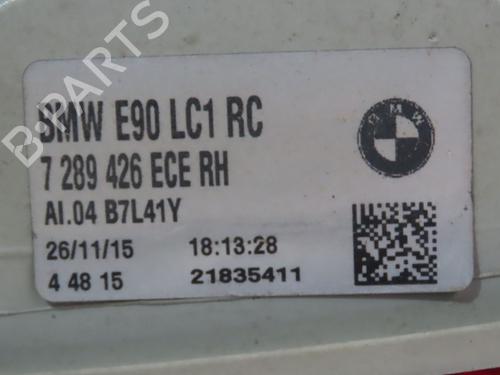 B-PARTS
BMW E90 LC1 RC
BMW
7 289 426 ECE RH
AI.04 B7L41Y
26/11/15 18:13:28
4 48 15 21835411